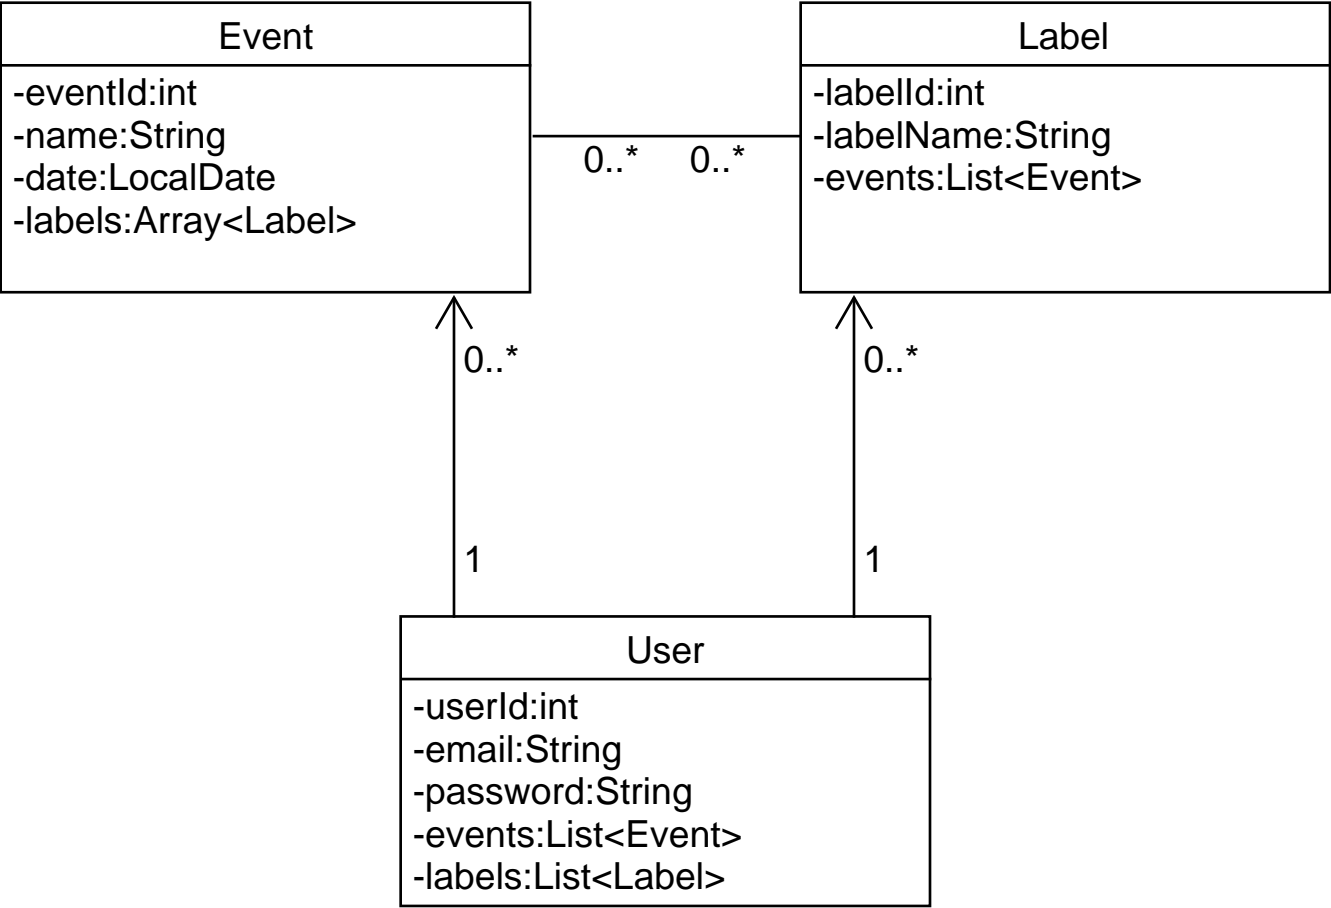 Event
-eventId:int
-name:String
-date:LocalDate
-labels:Array<Label>
Label
-labelId:int
-labelName:String
-events:List<Event>
0..*
0..*
0..*
0..*
1
1
User
-userId:int
-email:String
-password:String
-events:List<Event>
-labels:List<Label>